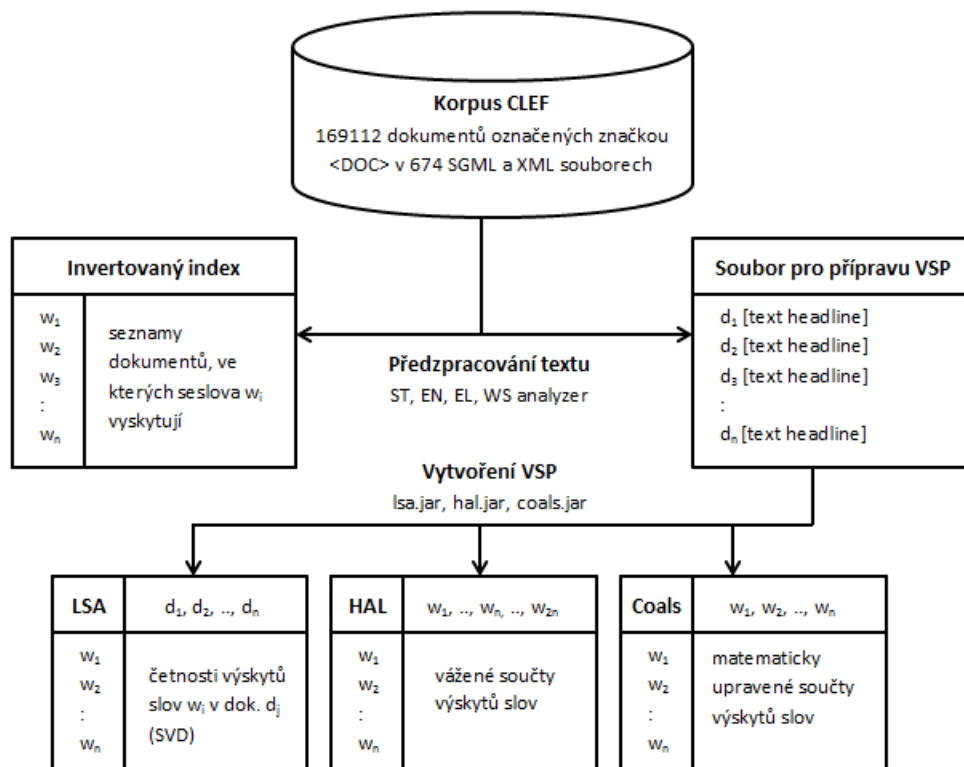 Korpus CLEF
169112 dokumentů označených značkou
<DOC> v 674 SGML a XML souborech
Invertovaný index
w₁
w₂
w₃
:
wₙ
seznamy
dokumentů, ve
kterých seslova wᵢ
vyskytují
Předzpracování textu
ST, EN, EL, WS analyzer
Soubor pro přípravu VSP
d₁ [text headline]
d₂ [text headline]
d₃ [text headline]
:
dₙ [text headline]
Vytvoření VSP
lsa.jar, hal.jar, coals.jar
LSA
d₁, d₂, .., dₙ
w₁
w₂
:
wₙ
četnosti výskytů
slov wᵢ v dok. dⱼ
(SVD)
HAL
w₁, .., wₙ, .., w₂ₙ
w₁
w₂
:
wₙ
vážené součty
výskytů slov
Coals
w₁, w₂, .., wₙ
w₁
w₂
:
wₙ
matematicky
upravené součty
výskytů slov